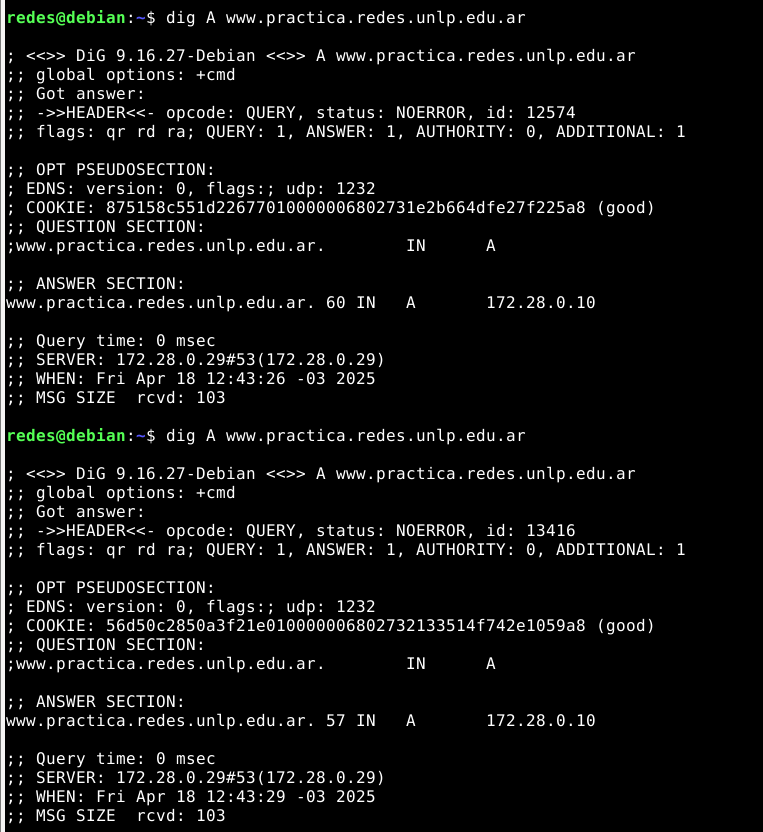 redes@debian:~$ dig A www.practica.redes.unlp.edu.ar
; <<>> DiG 9.16.27-Debian <<>> A www.practica.redes.unlp.edu.ar
;; global options: +cmd
;; Got answer:
;; ->>HEADER<<- opcode: QUERY, status: NOERROR, id: 12574
;; flags: qr rd ra; QUERY: 1, ANSWER: 1, AUTHORITY: 0, ADDITIONAL: 1
;; OPT PSEUDOSECTION:
; EDNS: version: 0, flags:; udp: 1232
; COOKIE: 875158c551d22677010000006802731e2b664dfe27f225a8 (good)
;; QUESTION SECTION:
;www.practica.redes.unlp.edu.ar. IN A
;; ANSWER SECTION:
www.practica.redes.unlp.edu.ar. 60 IN A 172.28.0.10
;; Query time: 0 msec
;; SERVER: 172.28.0.29#53(172.28.0.29)
;; WHEN: Fri Apr 18 12:43:26 -03 2025
;; MSG SIZE rcvd: 103
redes@debian:~$ dig A www.practica.redes.unlp.edu.ar
; <<>> DiG 9.16.27-Debian <<>> A www.practica.redes.unlp.edu.ar
;; global options: +cmd
;; Got answer:
;; ->>HEADER<<- opcode: QUERY, status: NOERROR, id: 13416
;; flags: qr rd ra; QUERY: 1, ANSWER: 1, AUTHORITY: 0, ADDITIONAL: 1
;; OPT PSEUDOSECTION:
; EDNS: version: 0, flags:; udp: 1232
; COOKIE: 56d50c2850a3f21e010000006802732133514f742e1059a8 (good)
;; QUESTION SECTION:
;www.practica.redes.unlp.edu.ar. IN A
;; ANSWER SECTION:
www.practica.redes.unlp.edu.ar. 57 IN A 172.28.0.10
;; Query time: 0 msec
;; SERVER: 172.28.0.29#53(172.28.0.29)
;; WHEN: Fri Apr 18 12:43:29 -03 2025
;; MSG SIZE rcvd: 103